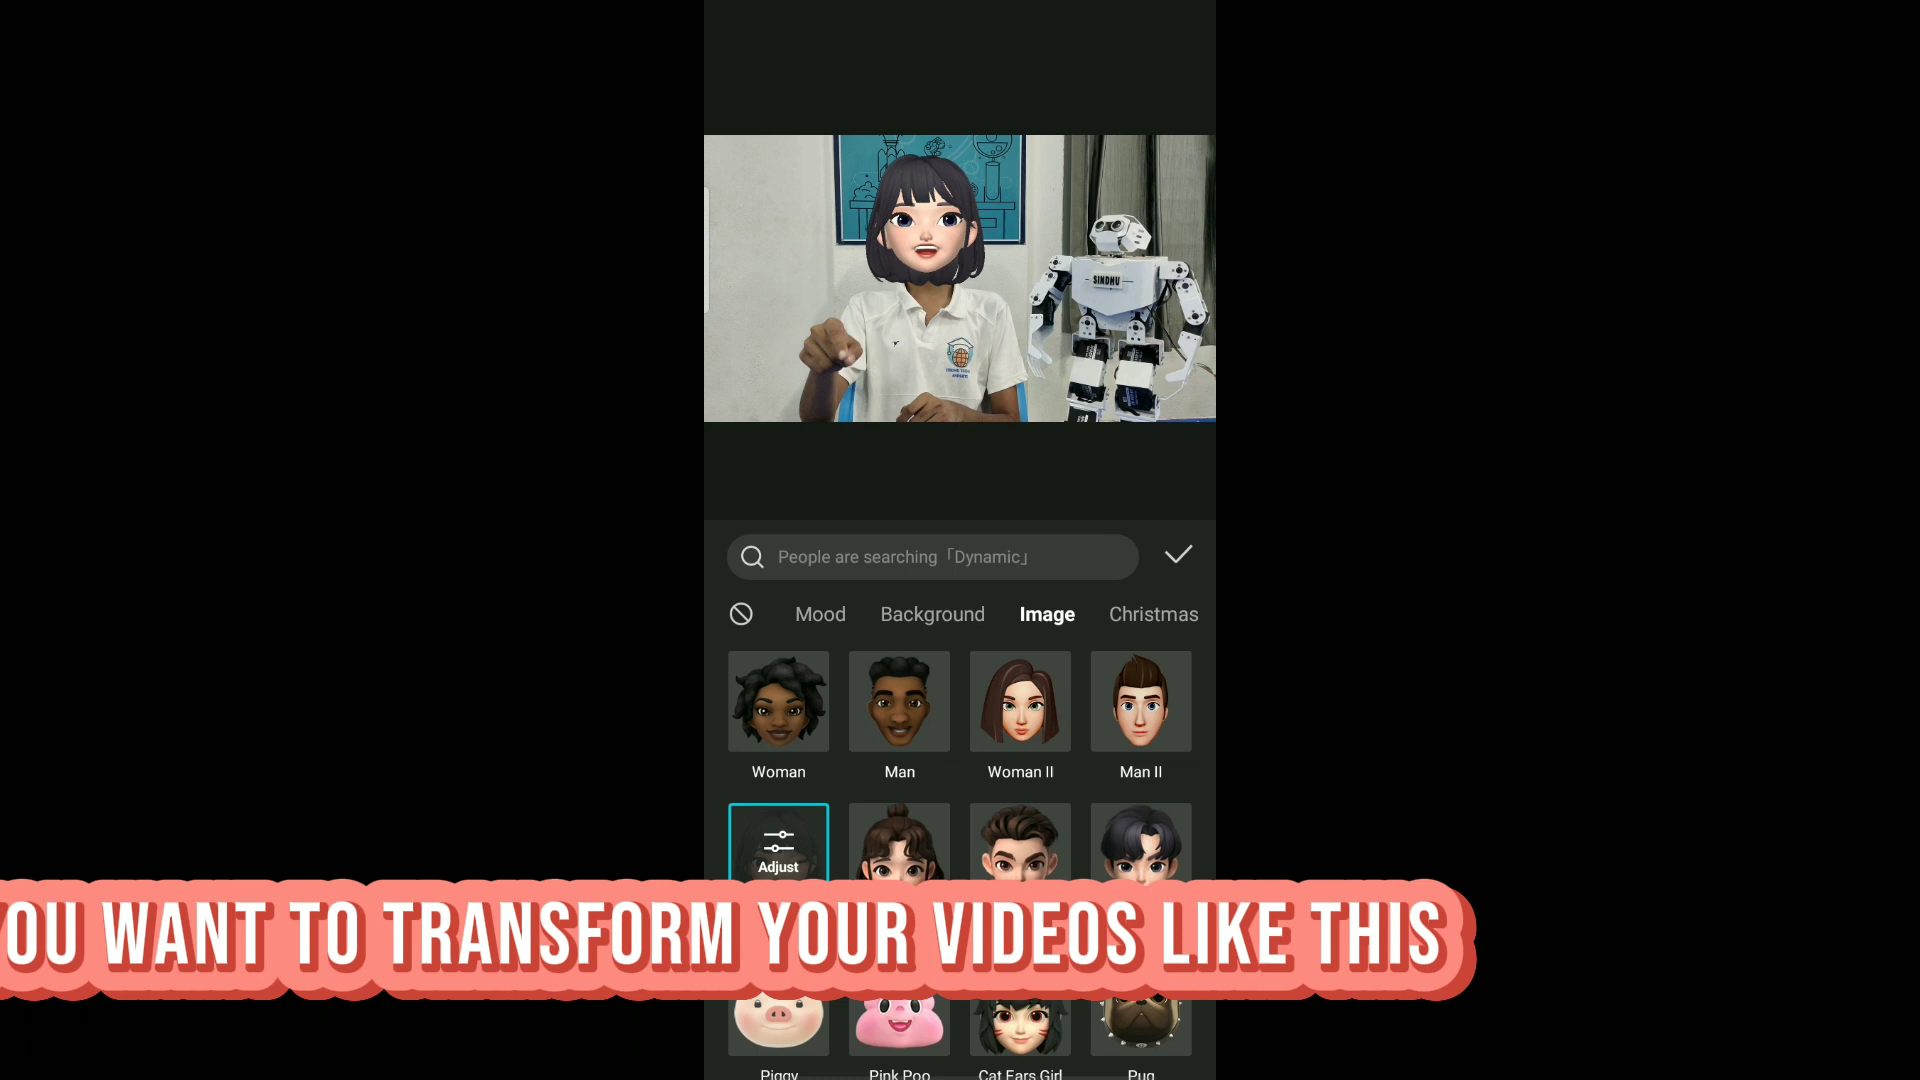 SINDHU
People are searching「Dynamic」
Mood Background Image Christmas
Woman Man Woman II Man II
Adjust
OU WANT TO TRANSFORM YOUR VIDEOS LIKE THIS
Piggy Pink Poo Cat Ears Girl Pug